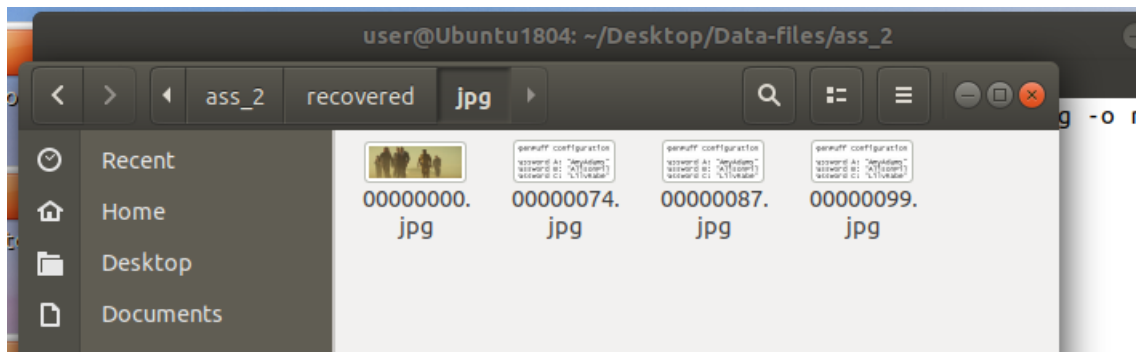 user@Ubuntu1804: ~/Desktop/Data-files/ass_2
ass_2 recovered jpg
g -o
Recent
Home
Desktop
Documents
00000000.
jpg
00000074.
jpg
00000087.
jpg
00000099.
jpg